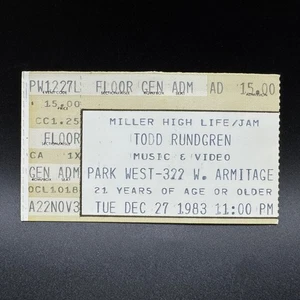 PW1227L FLOOR GEN ADM AD 15.00
15.00
CC1.25
FLOOR
CA 1X
GEN ADM
OCL1018
A22NOV3
MILLER HIGH LIFE/JAM
TODD RUNDGREN
MUSIC & VIDEO
PARK WEST-322 W. ARMITAGE
21 YEARS OF AGE OR OLDER
TUE DEC 27 1983 11:00 PM